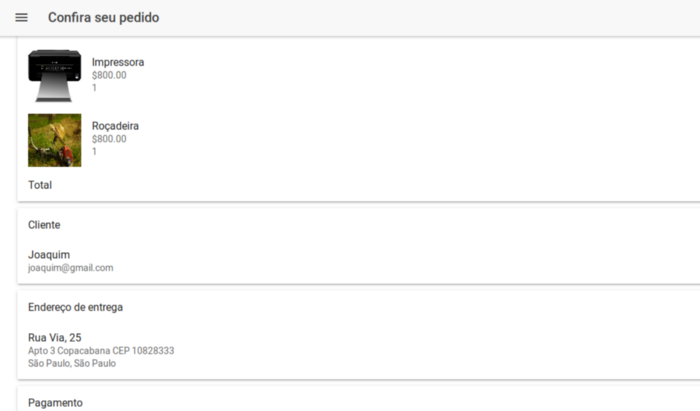 Confira seu pedido
Impressora
$800.00
1
Roçadeira
$800.00
1
Total
Cliente
Joaquim
joaquim@gmail.com
Endereço de entrega
Rua Via, 25
Apto 3 Copacabana CEP 10828333
São Paulo, São Paulo
Pagamento